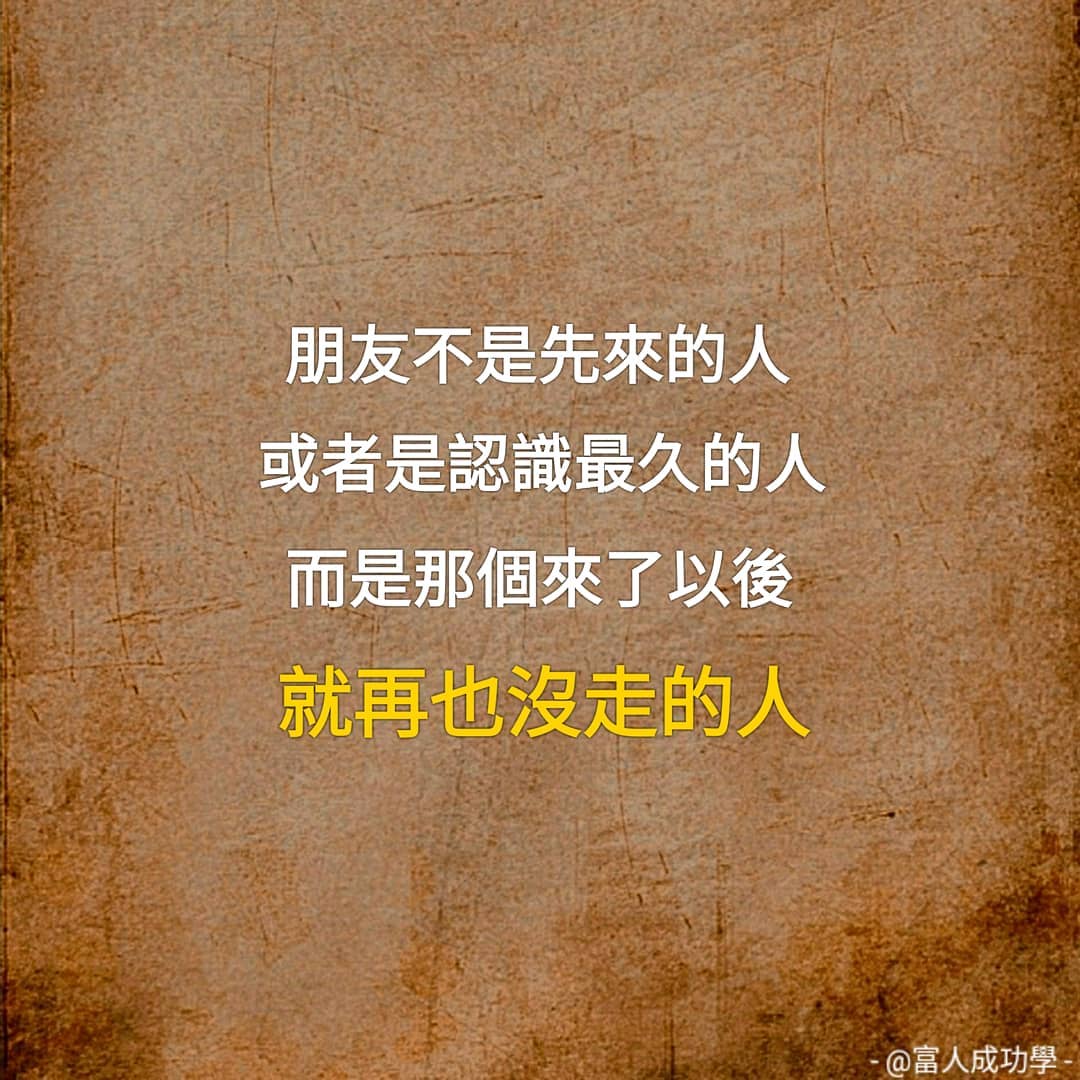 朋友不是先來的人
或者是認識最久的人
而是那個來了以後
就再也沒走的人
- @富人成功學 -